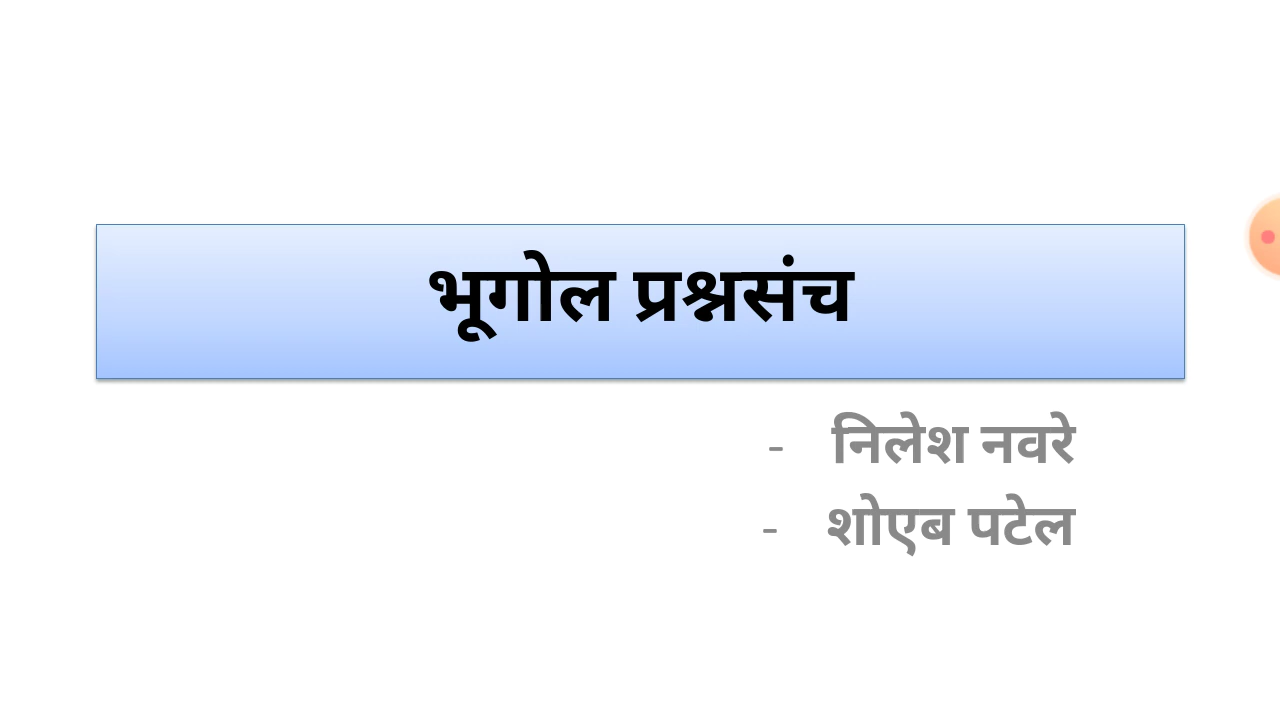 भूगोल प्रश्नसंच
- निलेश नवरे
- शोएब पटेल